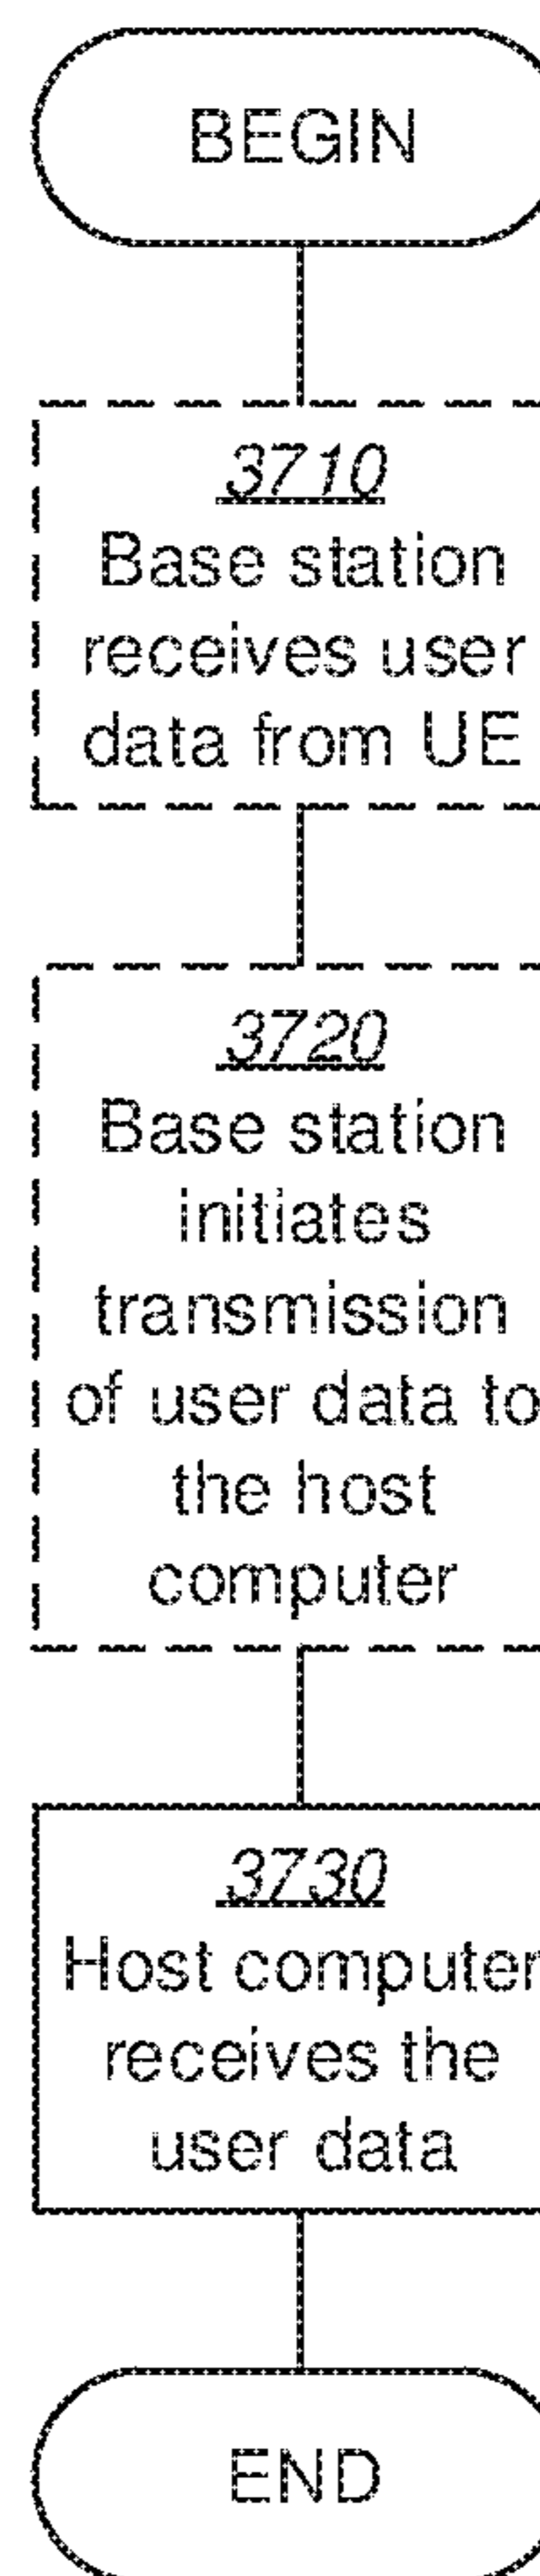 BEGIN
3710
Base station
receives user
data from UE
3720
Base station
initiates
transmission
of user data to
the host
computer
3730
Host computer
receives the
user data
END